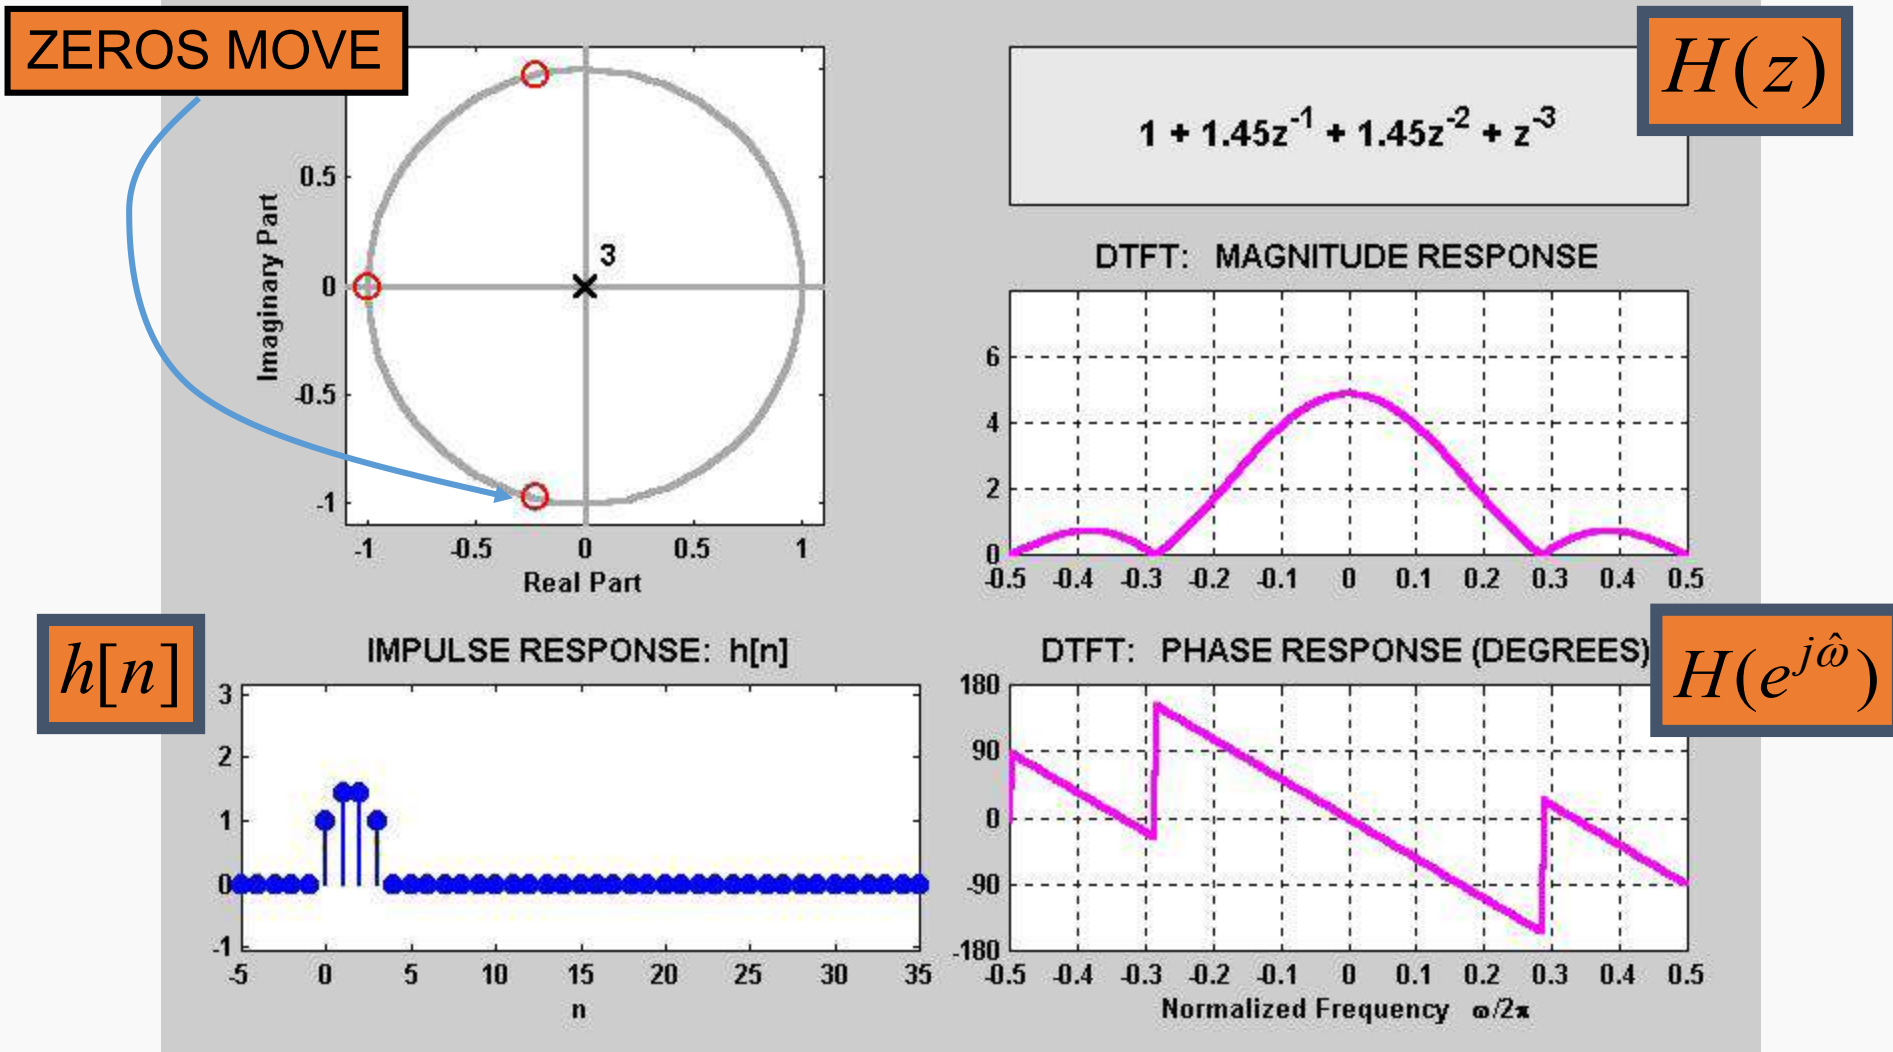 ZEROS MOVE
0.5
0
-0.5
-1
Imaginary Part
3
-1 -0.5 0 0.5 1
Real Part
H(z)
1 + 1.45z^-1 + 1.45z^-2 + z^-3
DTFT: MAGNITUDE RESPONSE
6
4
2
0
-0.5 -0.4 -0.3 -0.2 -0.1 0 0.1 0.2 0.3 0.4 0.5
h[n]
IMPULSE RESPONSE: h[n]
3
2
1
0
-1
-5 0 5 10 15 20 25 30 35
n
DTFT: PHASE RESPONSE (DEGREES)
H(e^{jω̂})
180
90
0
-90
-180
-0.5 -0.4 -0.3 -0.2 -0.1 0 0.1 0.2 0.3 0.4 0.5
Normalized Frequency ω/2π